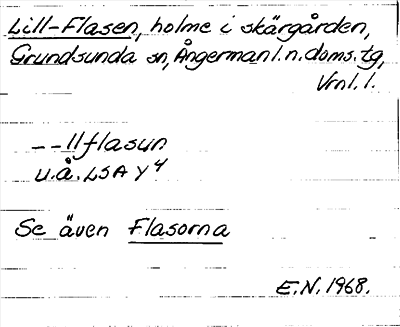 Lill-Flasen, holme i skärgården,
Grundsunda sn, Ångermanl.n.doms.tg,
Vrnl.l.
--llflasun
u.å. LSA Y4
Se även Flasorna
E.N. 1968.